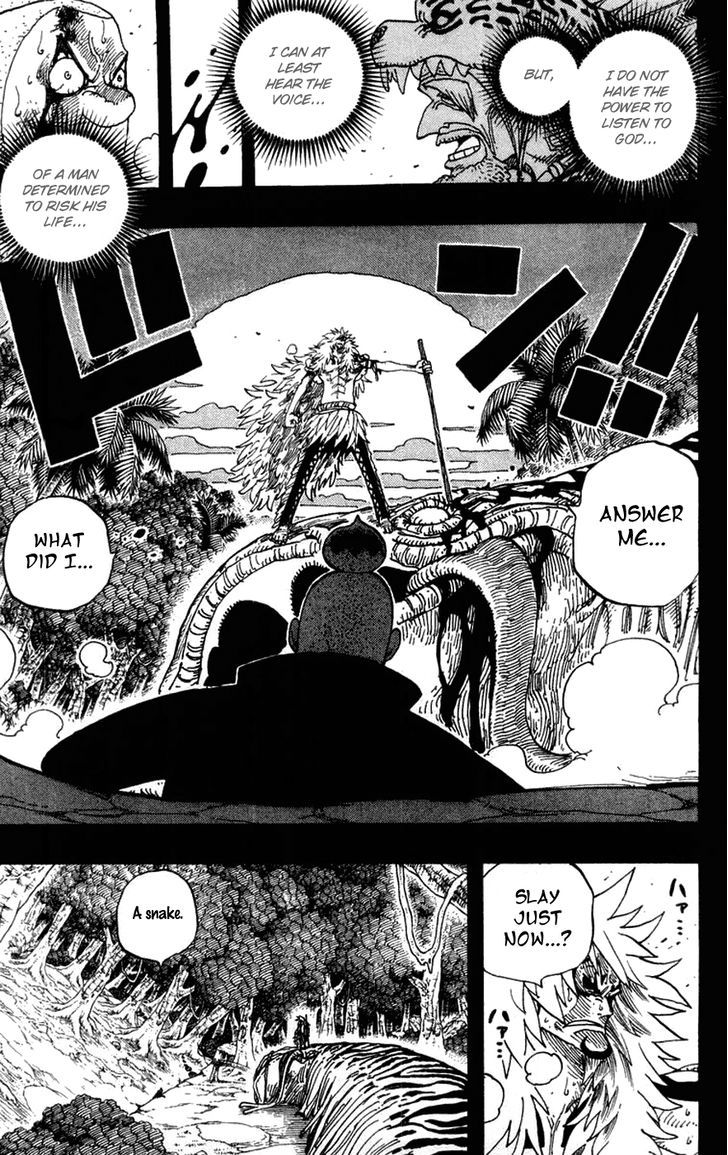 I DO NOT
HAVE THE
POWER TO
LISTEN TO
GOD...
BUT,
I CAN AT
LEAST
HEAR THE
VOICE...
OF A MAN
DETERMINED
TO RISK HIS
LIFE...
ドン!!
ANSWER
ME...
WHAT
DID I...
SLAY
JUST
NOW...?
ハァ…
ハァ…
A snake.